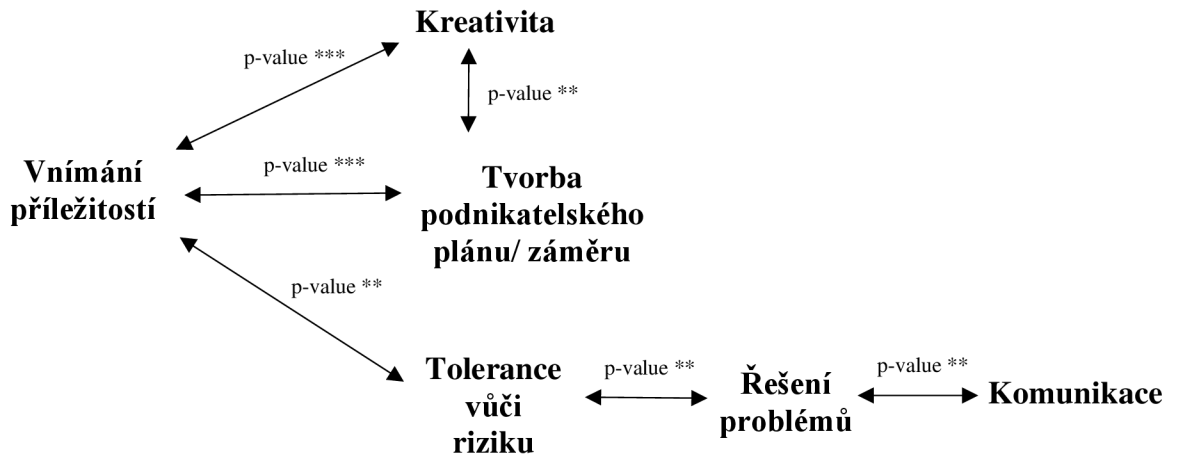 Kreativita
p-value ***
p-value **
Vnímání
příležitostí
p-value ***
Tvorba
podnikatelského
plánu/ záměru
p-value **
Tolerance
vůči
riziku
p-value **
Řešení
problémů
p-value **
Komunikace